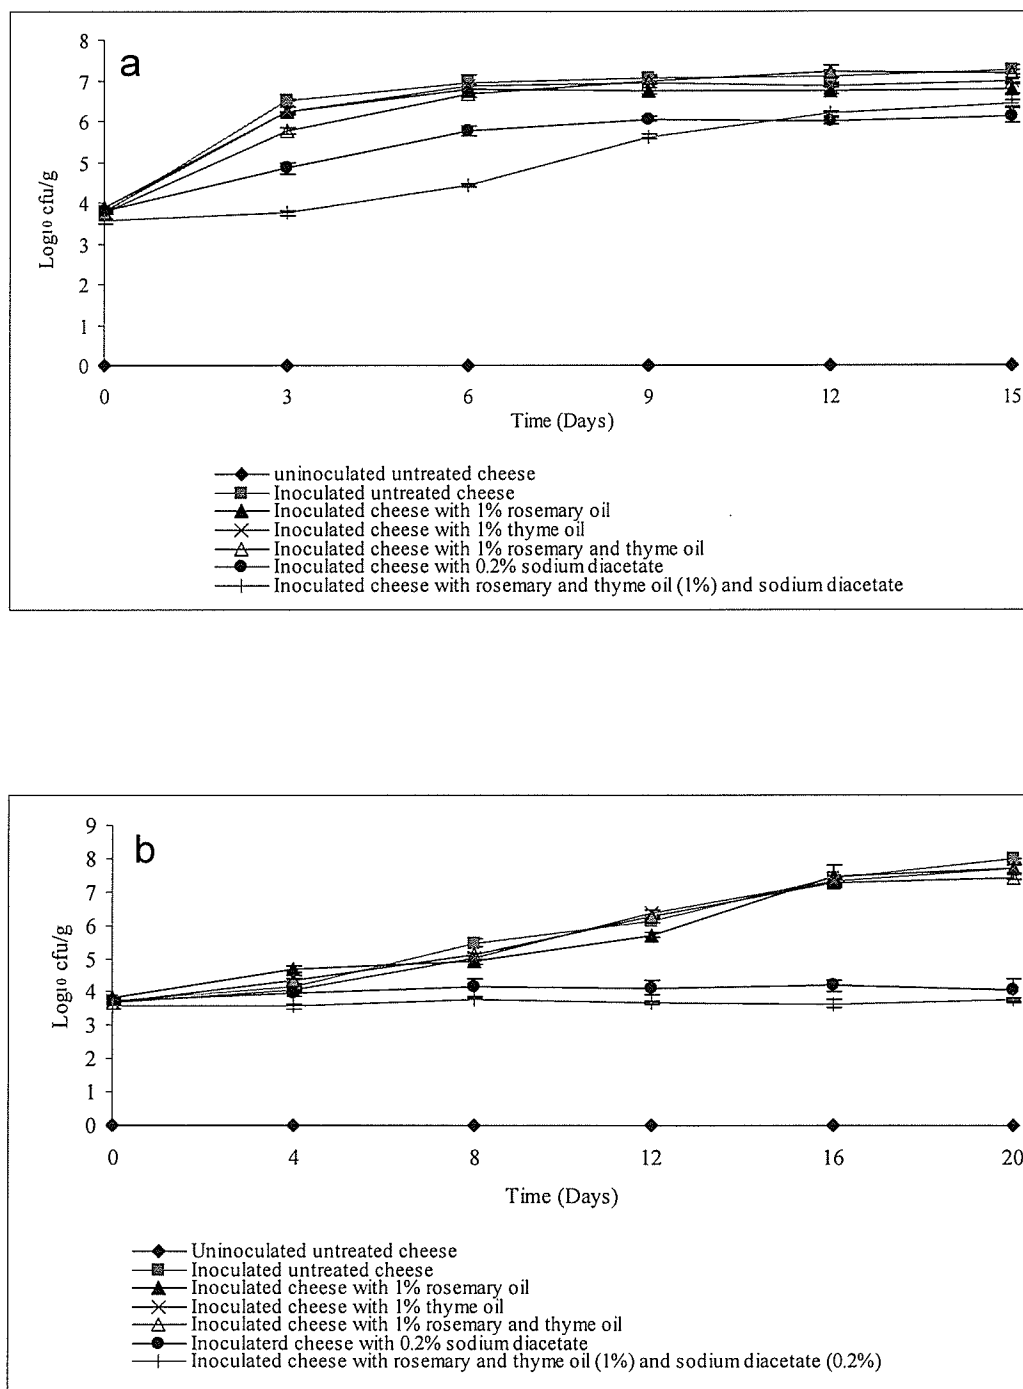 a
8
7
6
5
4
3
2
1
0
Log10 cfu/g
0 3 6 9 12 15
Time (Days)
uninoculated untreated cheese
Inoculated untreated cheese
Inoculated cheese with 1% rosemary oil
Inoculated cheese with 1% thyme oil
Inoculated cheese with 1% rosemary and thyme oil
Inoculated cheese with 0.2% sodium diacetate
Inoculated cheese with rosemary and thyme oil (1%) and sodium diacetate
b
9
8
7
6
5
4
3
2
1
0
Log10 cfu/g
0 4 8 12 16 20
Time (Days)
Uninoculated untreated cheese
Inoculated untreated cheese
Inoculated cheese with 1% rosemary oil
Inoculated cheese with 1% thyme oil
Inoculated cheese with 1% rosemary and thyme oil
Inoculaterd cheese with 0.2% sodium diacetate
Inoculated cheese with rosemary and thyme oil (1%) and sodium diacetate (0.2%)